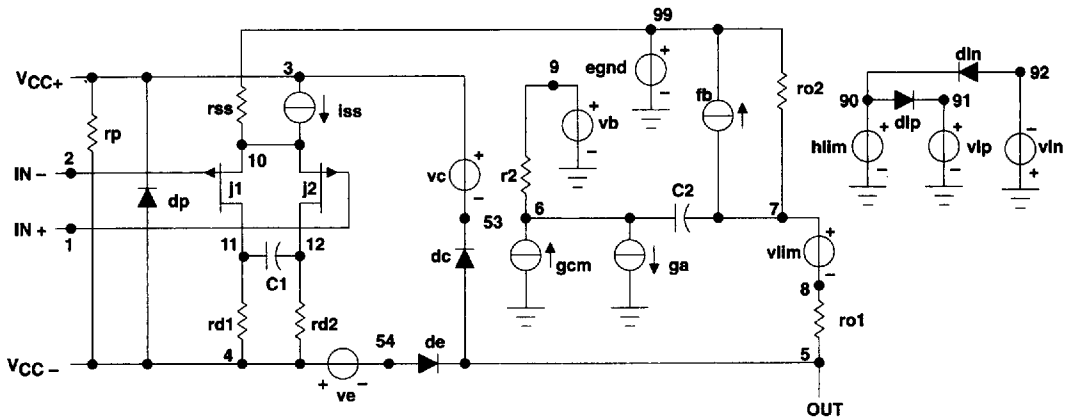 99
VCC+
3
9
egnd
+
-
dln
92
rss
iss
fb
ro2
90
91
rp
+
vb
-
dlp
2
10
IN -
j1
j2
vc
+
-
r2
C2
hlim
+
-
vlp
+
-
vln
-
+
dp
6
7
IN +
1
53
11
12
dc
gcm
ga
vlim
+
-
C1
8
rd1
rd2
54
de
ro1
4
5
VCC -
+
-
ve
OUT